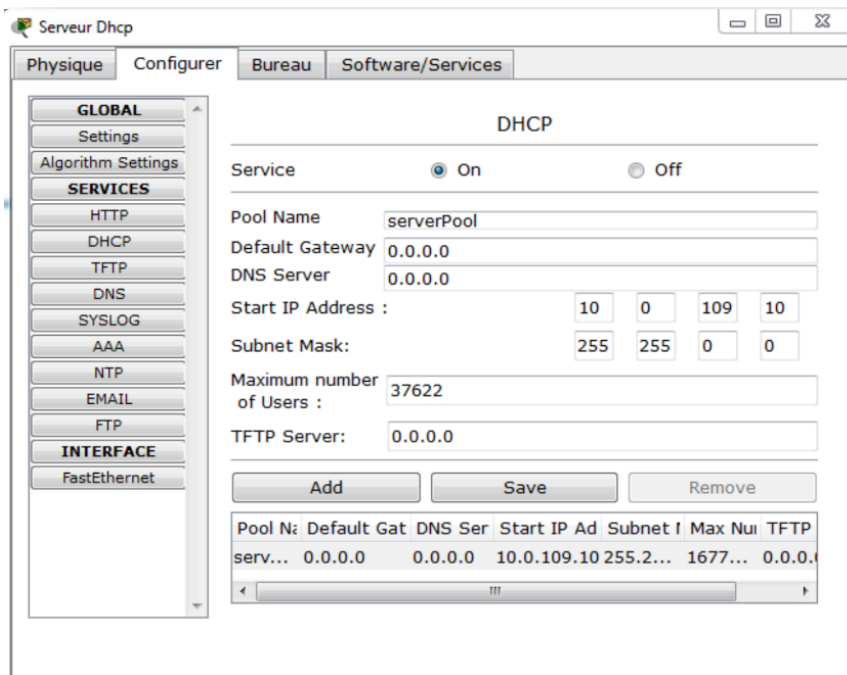 Serveur Dhcp
Physique Configurer Bureau Software/Services
GLOBAL
Settings
Algorithm Settings
SERVICES
HTTP
DHCP
TFTP
DNS
SYSLOG
AAA
NTP
EMAIL
FTP
INTERFACE
FastEthernet
DHCP
Service On Off
Pool Name serverPool
Default Gateway 0.0.0.0
DNS Server 0.0.0.0
Start IP Address : 10 0 109 10
Subnet Mask: 255 255 0 0
Maximum number of Users : 37622
TFTP Server: 0.0.0.0
Add Save Remove
Pool Na Default Gat DNS Ser Start IP Ad Subnet Max Nu TFTP
serv... 0.0.0.0 0.0.0.0 10.0.109.10 255.2... 1677... 0.0.0.